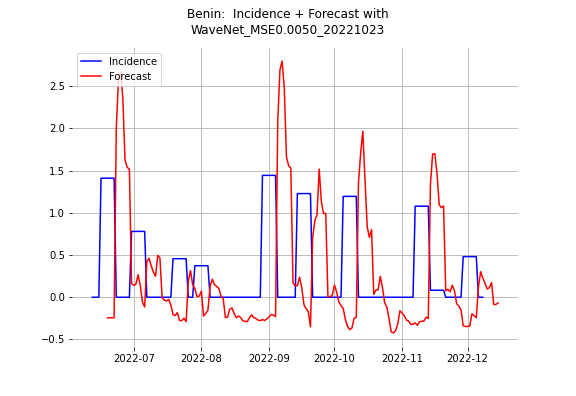 Benin:  Incidence + Forecast with
WaveNet_MSE0.0050_20221023
Incidence
Forecast
2.5
2.0
1.5
1.0
0.5
0.0
−0.5
2022-07 2022-08 2022-09 2022-10 2022-11 2022-12